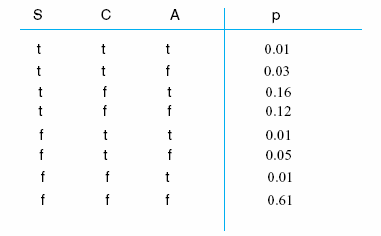 S C A p
t t t 0.01
t t f 0.03
t f t 0.16
t f f 0.12
f t t 0.01
f t f 0.05
f f t 0.01
f f f 0.61